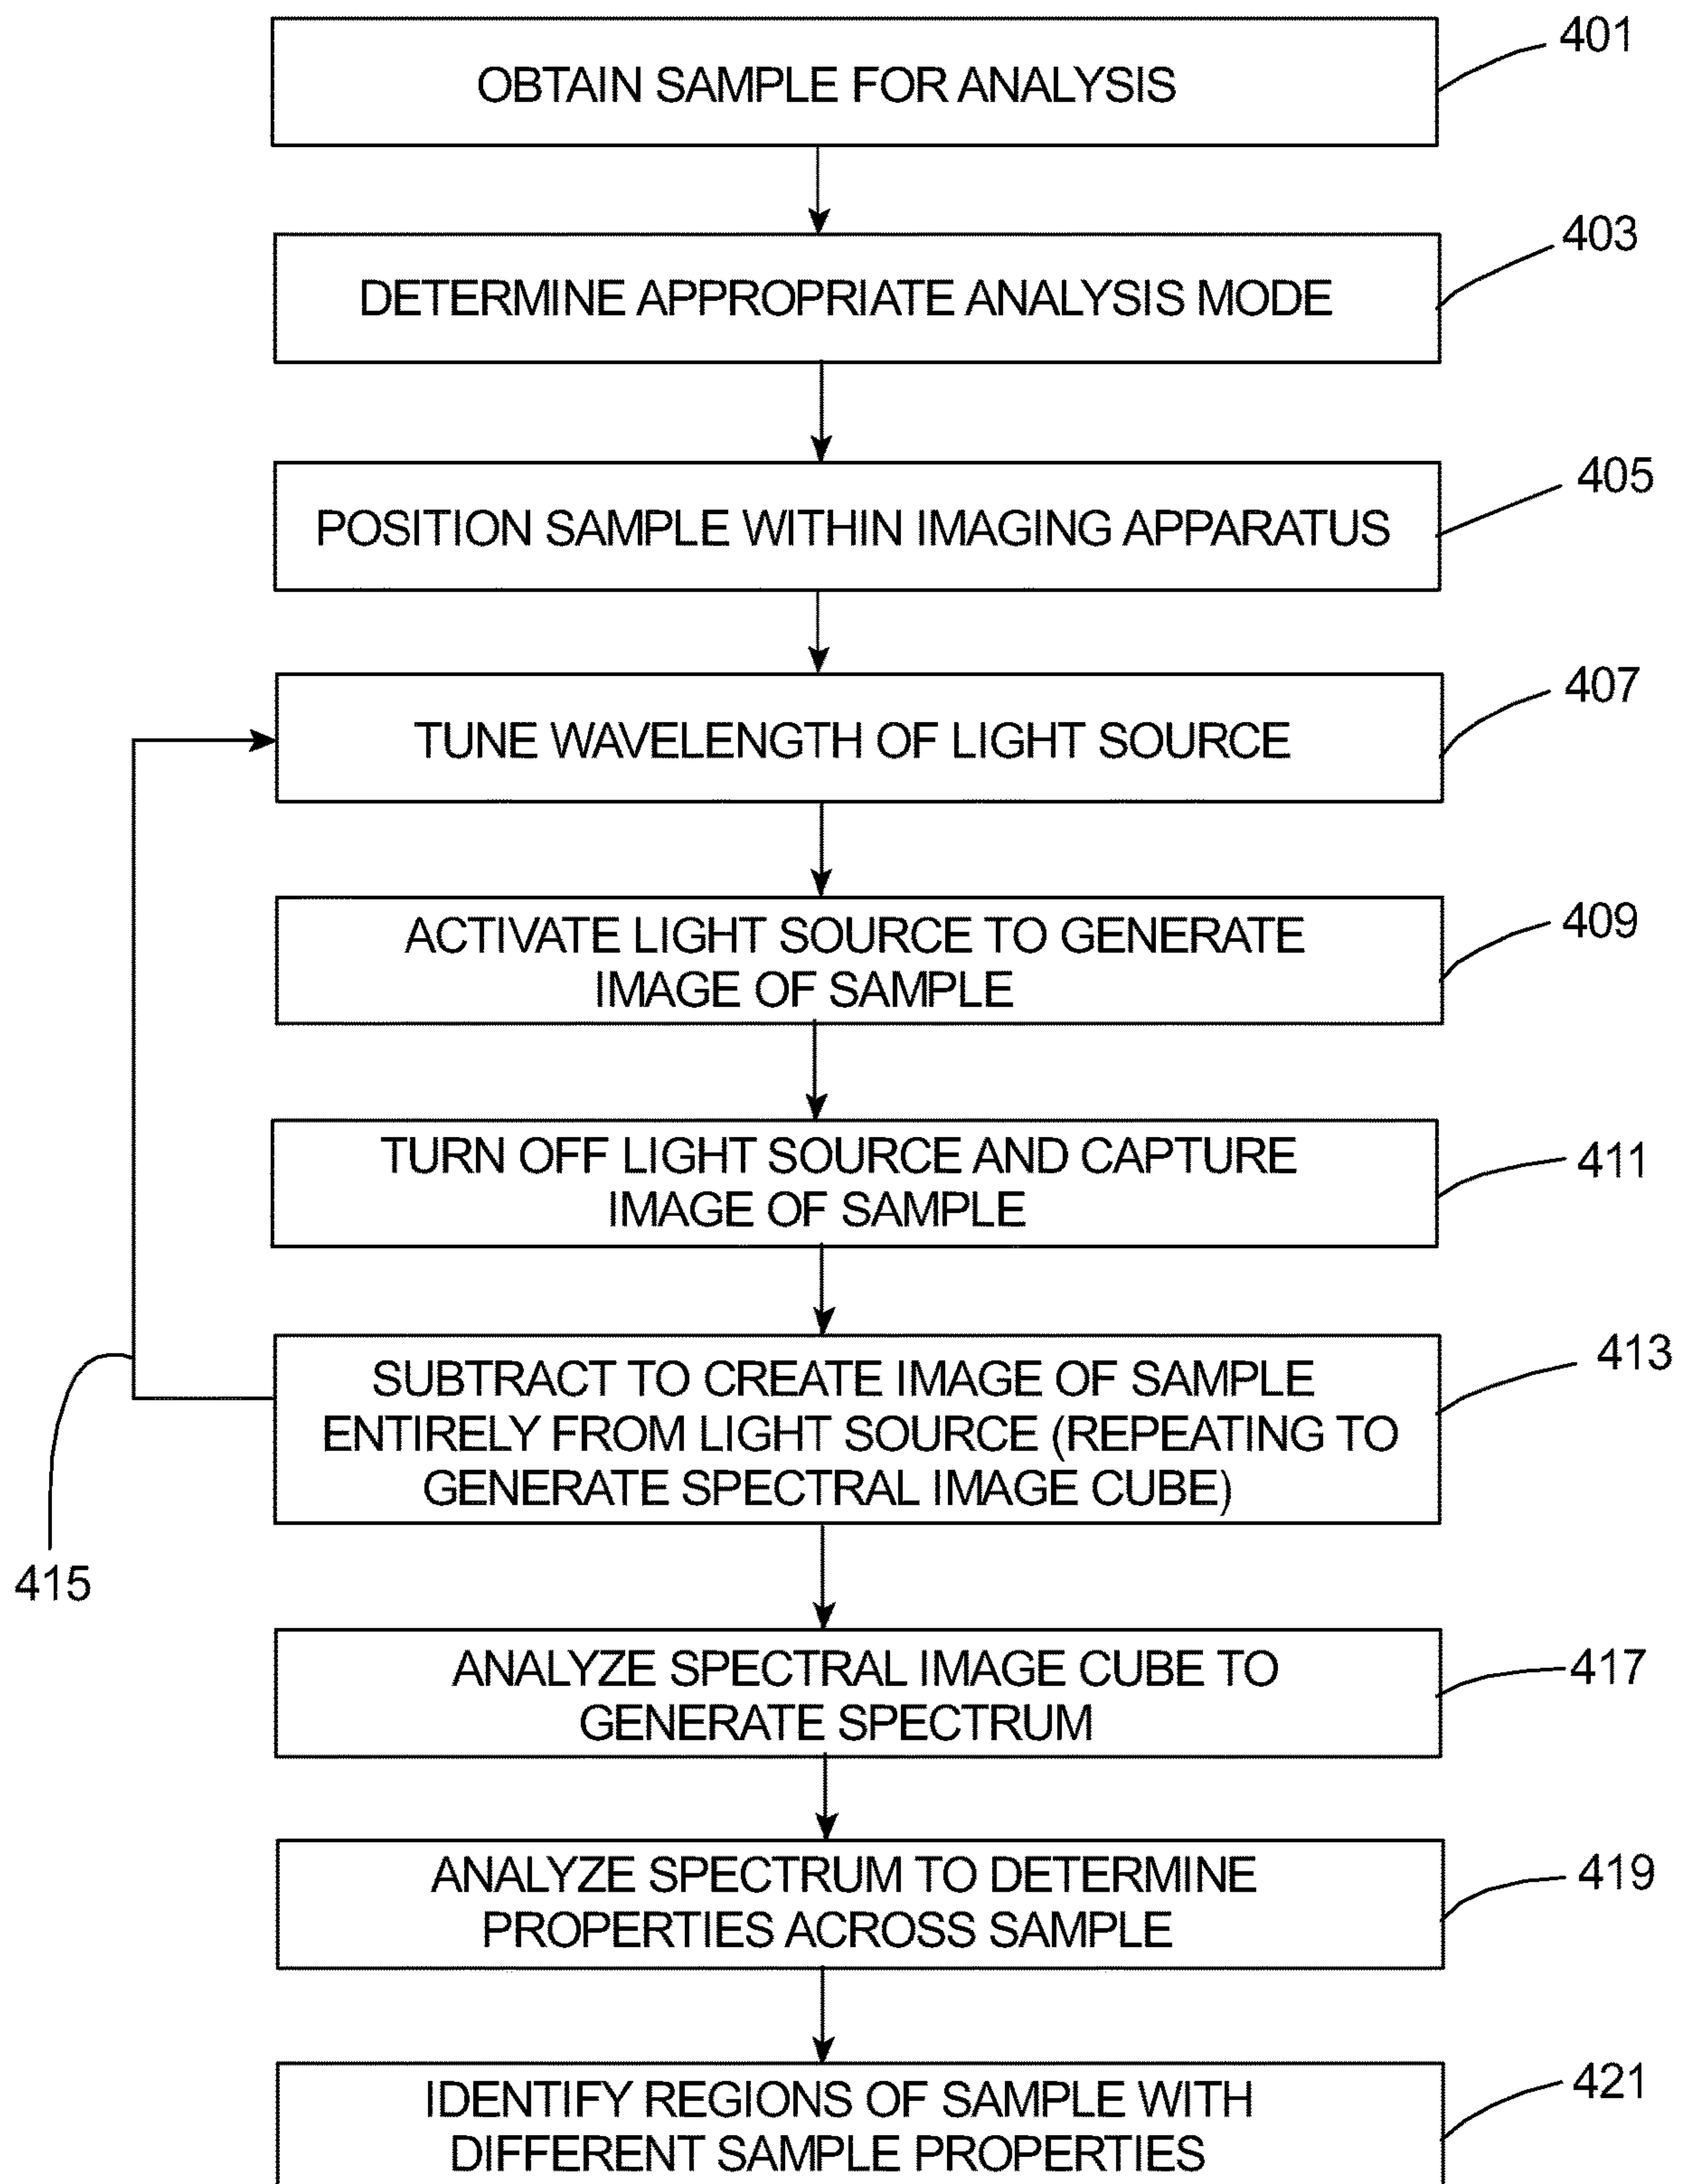 OBTAIN SAMPLE FOR ANALYSIS
401
DETERMINE APPROPRIATE ANALYSIS MODE
403
POSITION SAMPLE WITHIN IMAGING APPARATUS
405
TUNE WAVELENGTH OF LIGHT SOURCE
407
ACTIVATE LIGHT SOURCE TO GENERATE
IMAGE OF SAMPLE
409
TURN OFF LIGHT SOURCE AND CAPTURE
IMAGE OF SAMPLE
411
SUBTRACT TO CREATE IMAGE OF SAMPLE
ENTIRELY FROM LIGHT SOURCE (REPEATING TO
GENERATE SPECTRAL IMAGE CUBE)
413
415
ANALYZE SPECTRAL IMAGE CUBE TO
GENERATE SPECTRUM
417
ANALYZE SPECTRUM TO DETERMINE
PROPERTIES ACROSS SAMPLE
419
IDENTIFY REGIONS OF SAMPLE WITH
DIFFERENT SAMPLE PROPERTIES
421